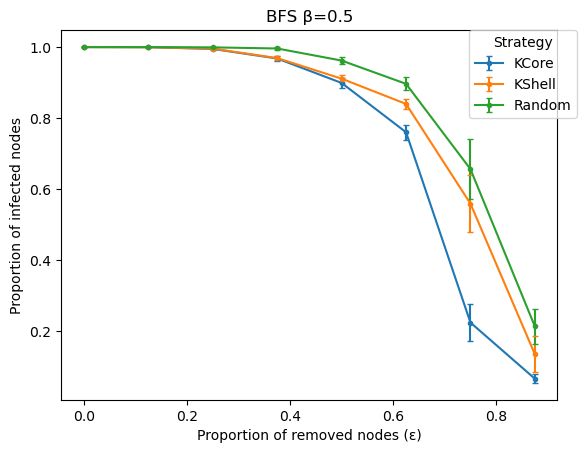 BFS β=0.5
Strategy
KCore
KShell
Random
Proportion of infected nodes
1.0
0.8
0.6
0.4
0.2
0.0 0.2 0.4 0.6 0.8
Proportion of removed nodes (ε)